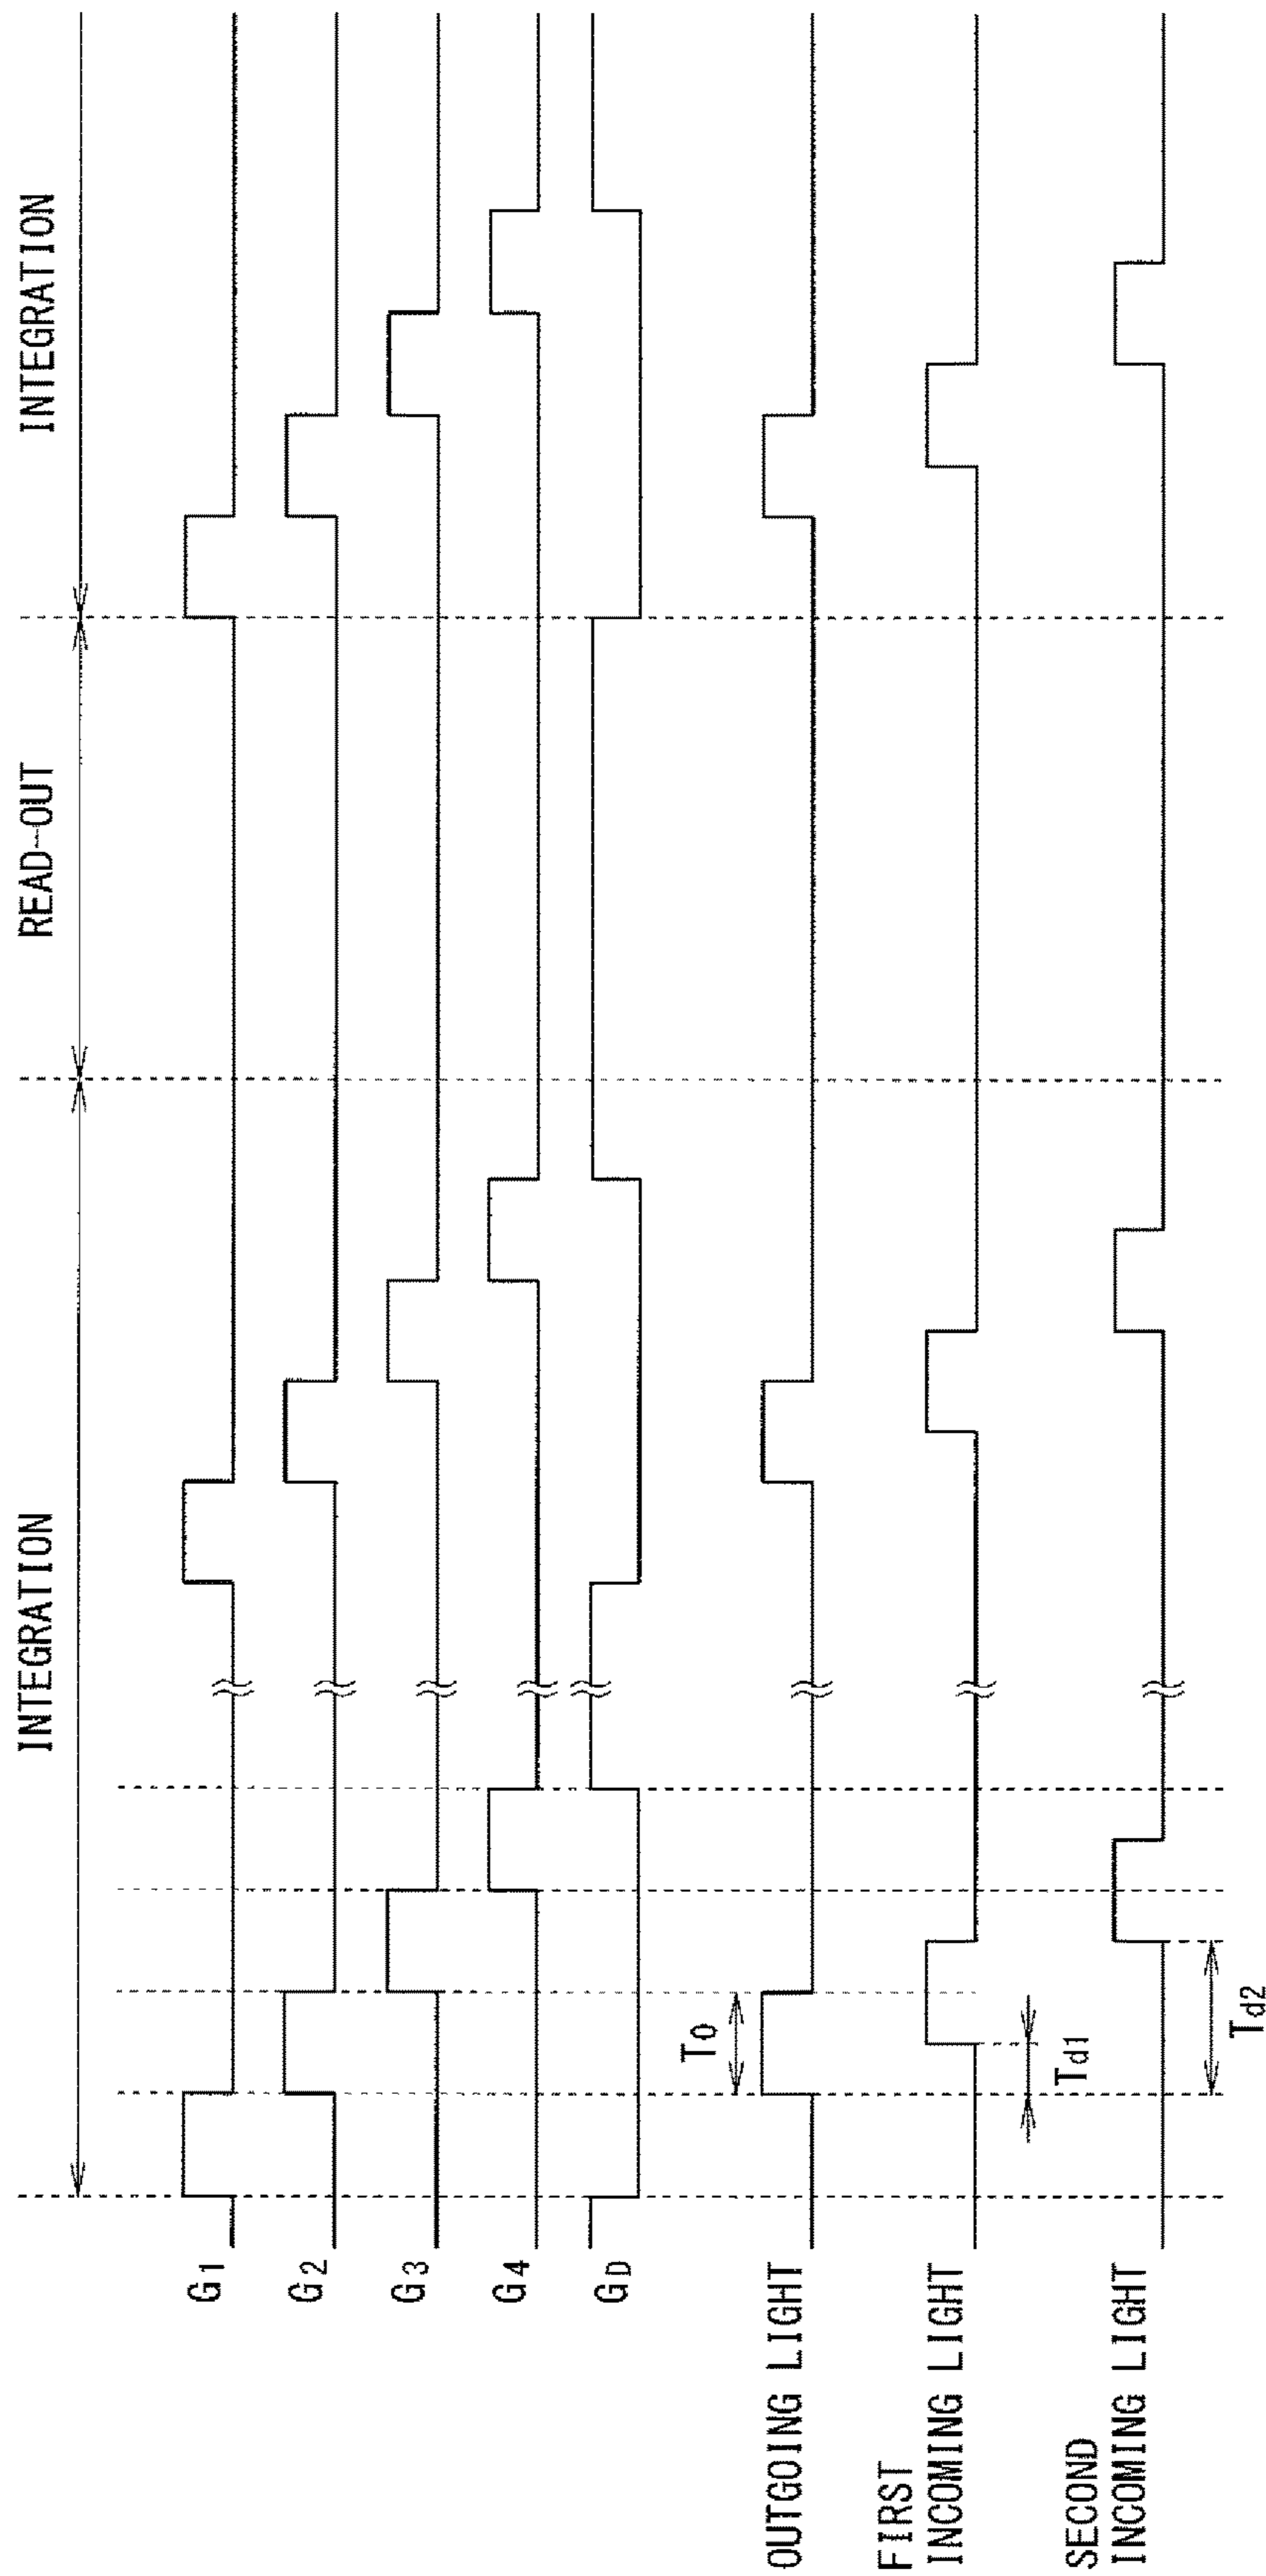 INTEGRATION
READ-OUT
INTEGRATION
G1
G2
G3
G4
GD
T0
OUTGOING LIGHT
FIRST
INCOMING LIGHT
Td1
SECOND
INCOMING LIGHT
Td2